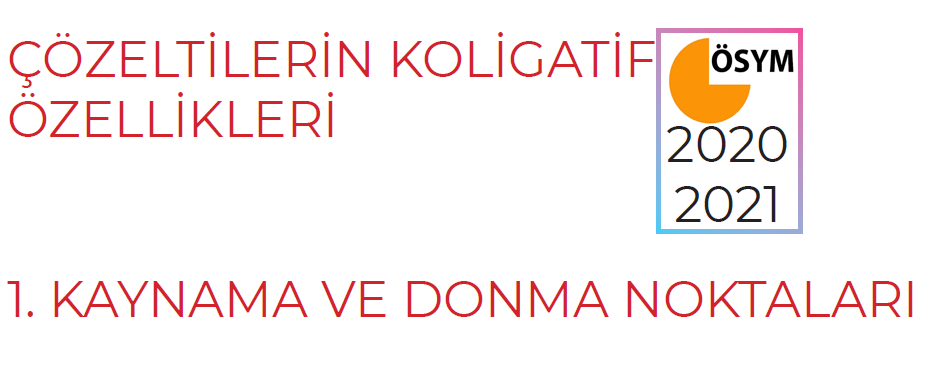 ÇÖZELTİLERİN KOLİGATİF
ÖZELLİKLERİ
ÖSYM
2020
2021
1. KAYNAMA VE DONMA NOKTALARI